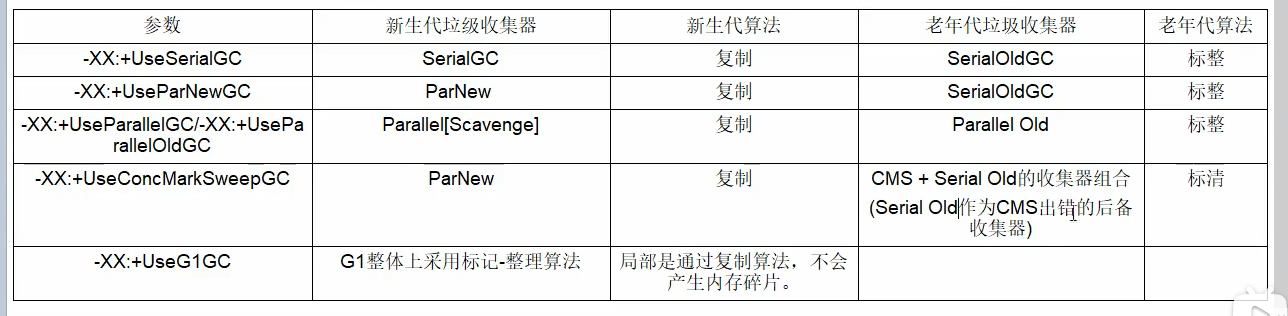 参数 新生代垃圾收集器 新生代算法 老年代垃圾收集器 老年代算法
-XX:+UseSerialGC SerialGC 复制 SerialOldGC 标整
-XX:+UseParNewGC ParNew 复制 SerialOldGC 标整
-XX:+UseParallelGC/-XX:+UsePa
rallelOldGC Parallel[Scavenge] 复制 Parallel Old 标整
-XX:+UseConcMarkSweepGC ParNew 复制 CMS + Serial Old的收集器组合 标清
(Serial Old作为CMS出错的后备
收集器)
-XX:+UseG1GC G1整体上采用标记-整理算法 局部是通过复制算法，不会
产生内存碎片。